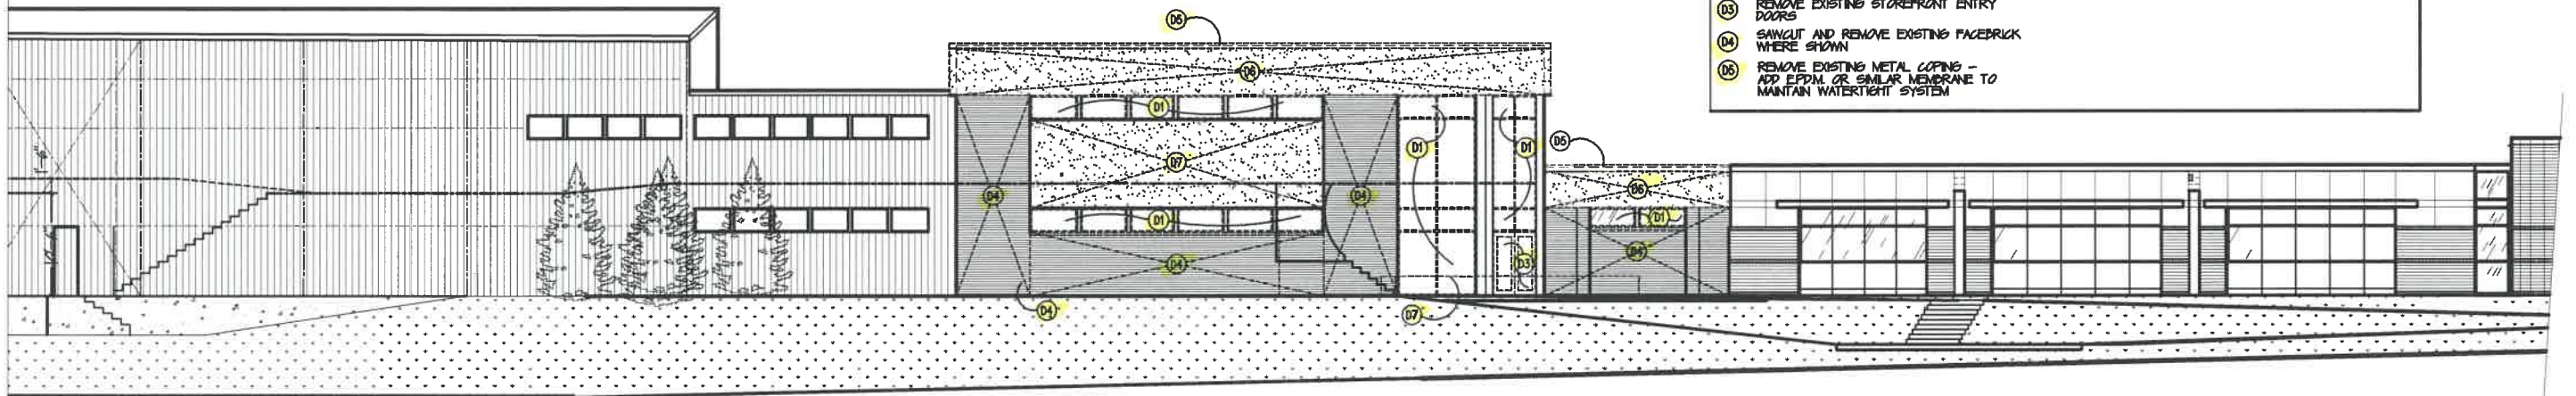 D3 REMOVE EXISTING STOREFRONT ENTRY
DOORS
D4 SAWCUT AND REMOVE EXISTING FACEBRICK
WHERE SHOWN
D5 REMOVE EXISTING METAL COPING -
ADD E.P.D.M. OR SIMILAR MEMBRANE TO
MAINTAIN WATERTIGHT SYSTEM
D5
D6
D1
D7
D4
D4
D1
D4
D4
D1
D1
D3
D7
D5
D6
D1
D4